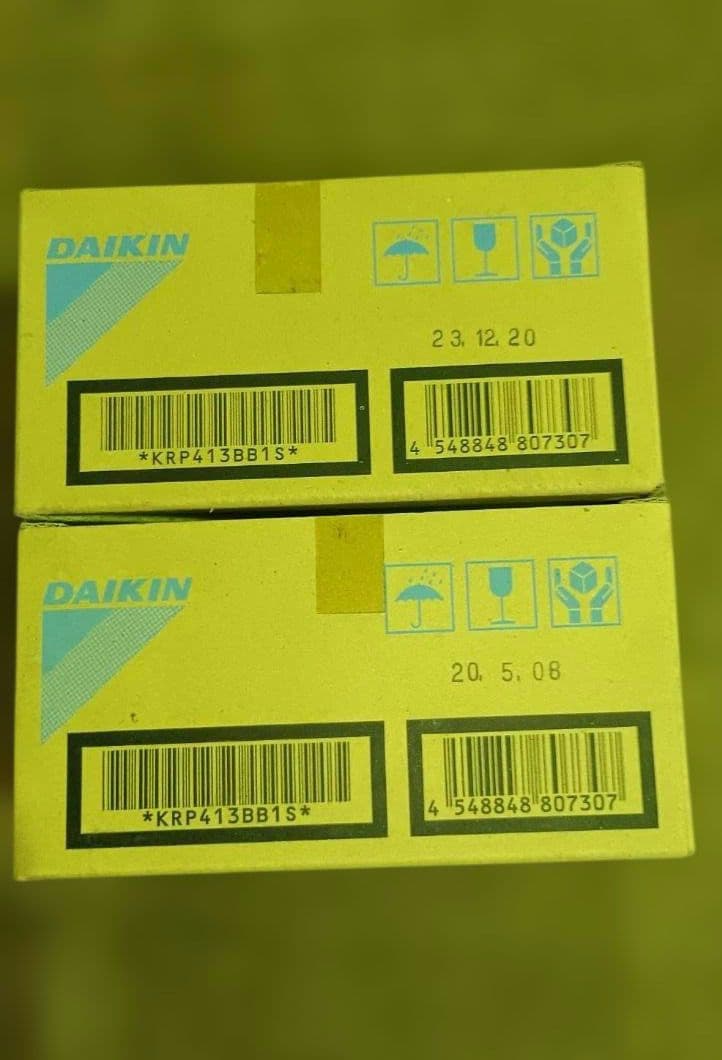 DAIKIN
23. 12. 20
*KRP413BB1S*
4 548848 807307
DAIKIN
20. 5. 08
*KRP413BB1S*
4 548848 807307